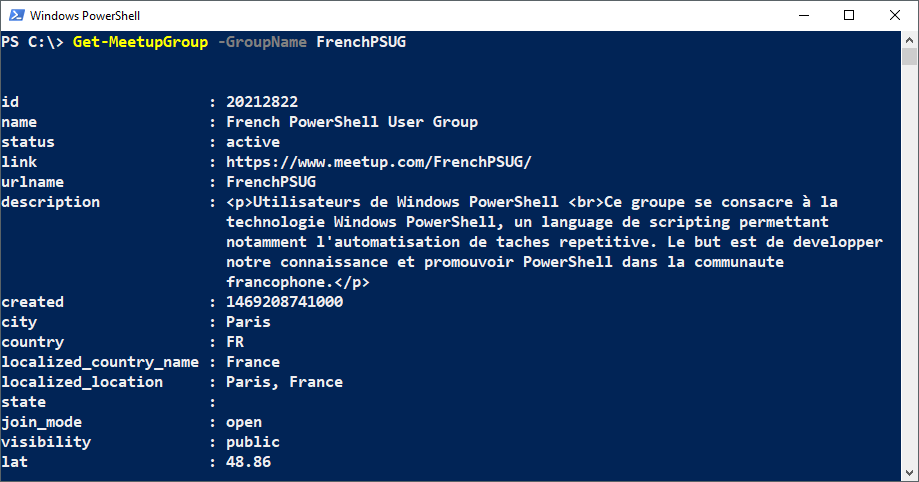 Windows PowerShell
PS C:\> Get-MeetupGroup -GroupName FrenchPSUG
id : 20212822
name : French PowerShell User Group
status : active
link : https://www.meetup.com/FrenchPSUG/
urlname : FrenchPSUG
description : <p>Utilisateurs de Windows PowerShell <br>Ce groupe se consacre à la
technologie Windows PowerShell, un language de scripting permettant
notamment l'automatisation de taches repetitive. Le but est de developper
notre connaissance et promouvoir PowerShell dans la communaute
francophone.</p>
created : 1469208741000
city : Paris
country : FR
localized_country_name : France
localized_location : Paris, France
state :
join_mode : open
visibility : public
lat : 48.86